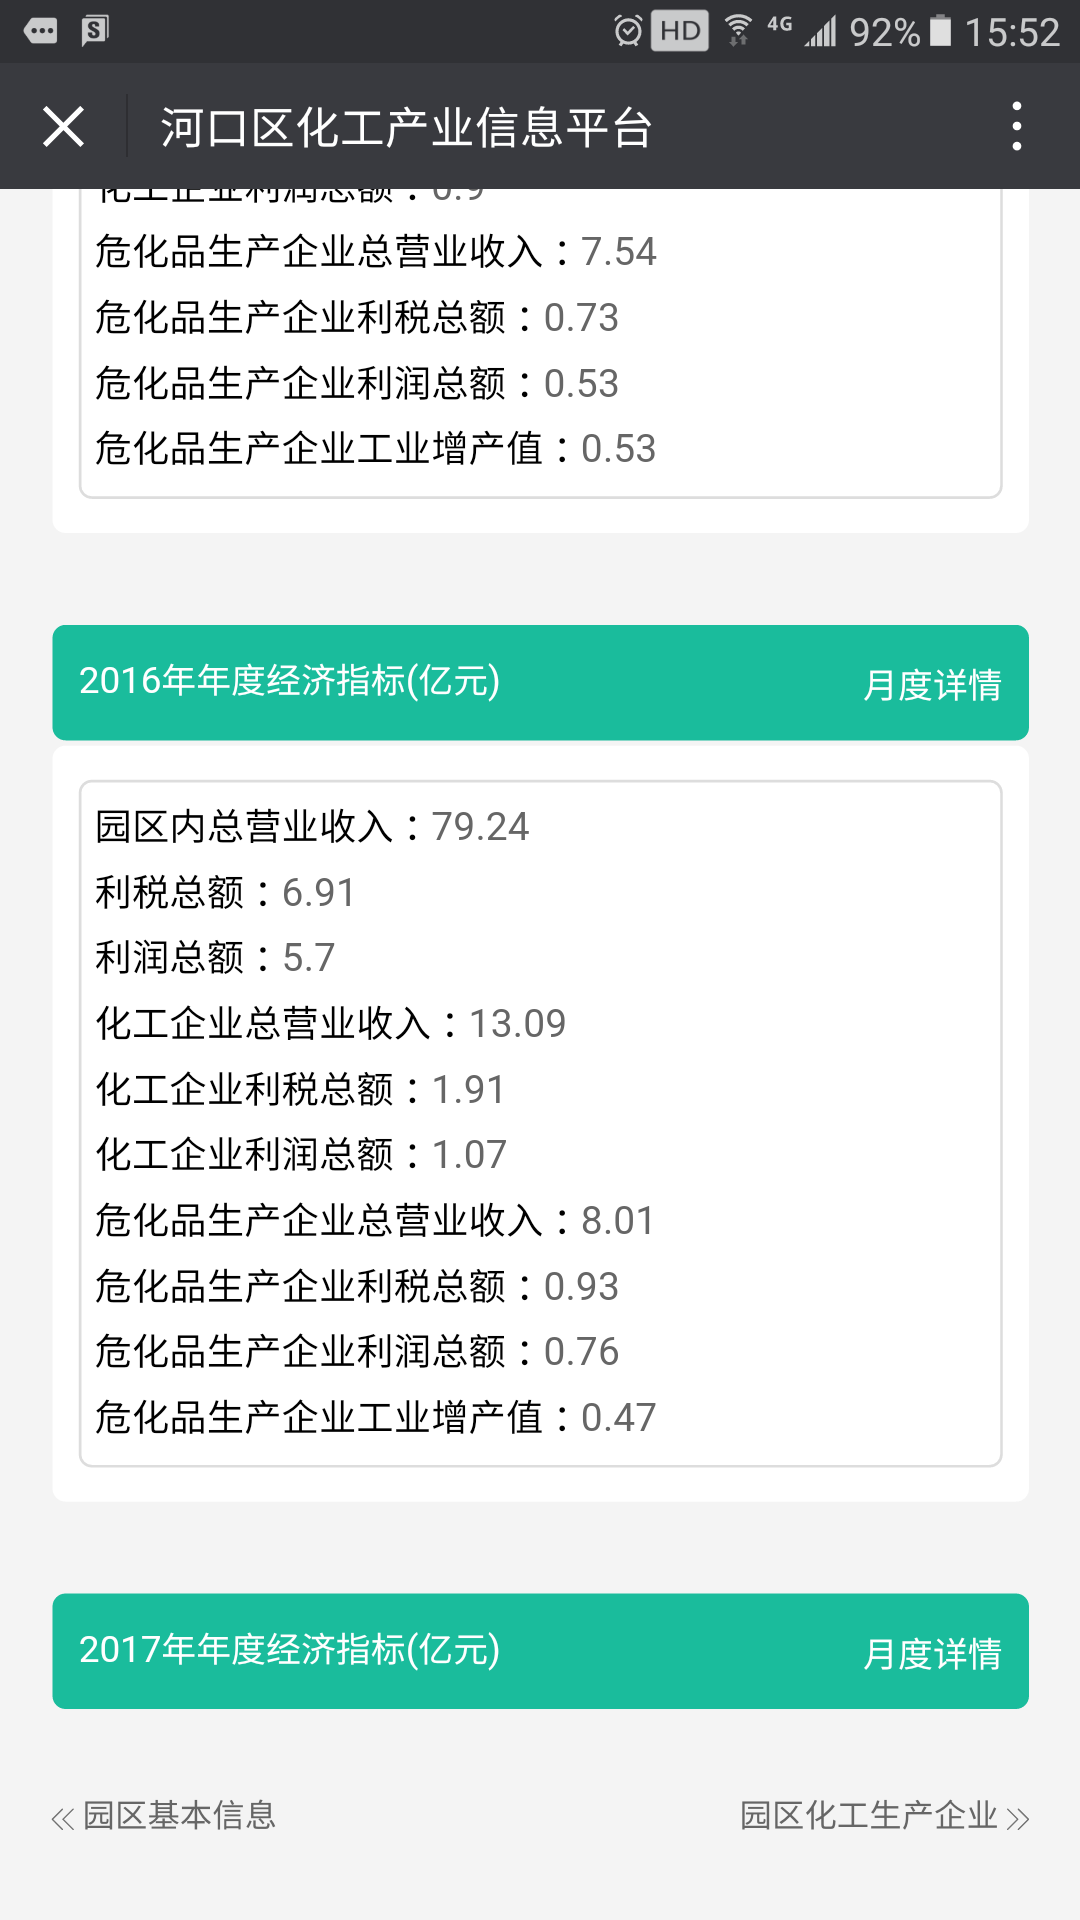 HD 4G 92% 15:52
河口区化工产业信息平台
化工企业利润总额：0.9
危化品生产企业总营业收入：7.54
危化品生产企业利税总额：0.73
危化品生产企业利润总额：0.53
危化品生产企业工业增产值：0.53
2016年年度经济指标(亿元)
月度详情
园区内总营业收入：79.24
利税总额：6.91
利润总额：5.7
化工企业总营业收入：13.09
化工企业利税总额：1.91
化工企业利润总额：1.07
危化品生产企业总营业收入：8.01
危化品生产企业利税总额：0.93
危化品生产企业利润总额：0.76
危化品生产企业工业增产值：0.47
2017年年度经济指标(亿元)
月度详情
园区基本信息
园区化工生产企业